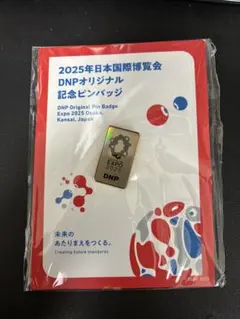 2025年日本国際博覧会
DNPオリジナル
記念ピンバッジ
DNP Original Pin Badge
Expo 2025 Osaka,
Kansai, Japan
EXPO
2025
DNP
未来の
あたりまえをつくる。
Creating future standards.